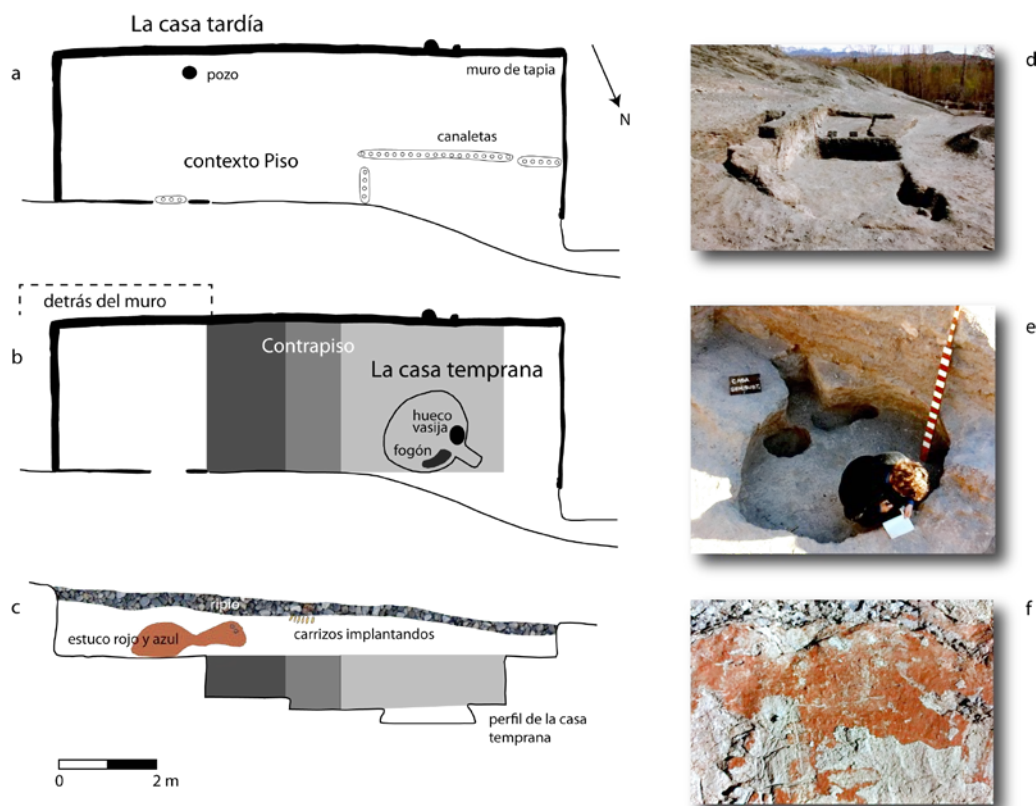 La casa tardía
a
pozo
muro de tapia
N
canaletas
contexto Piso
d
detrás del muro
b
Contrapiso
La casa temprana
hueco
vasija
fogón
e
CASA
c
ripio
estuco rojo y azul
carrizos implantandos
perfil de la casa
temprana
0
2 m
f